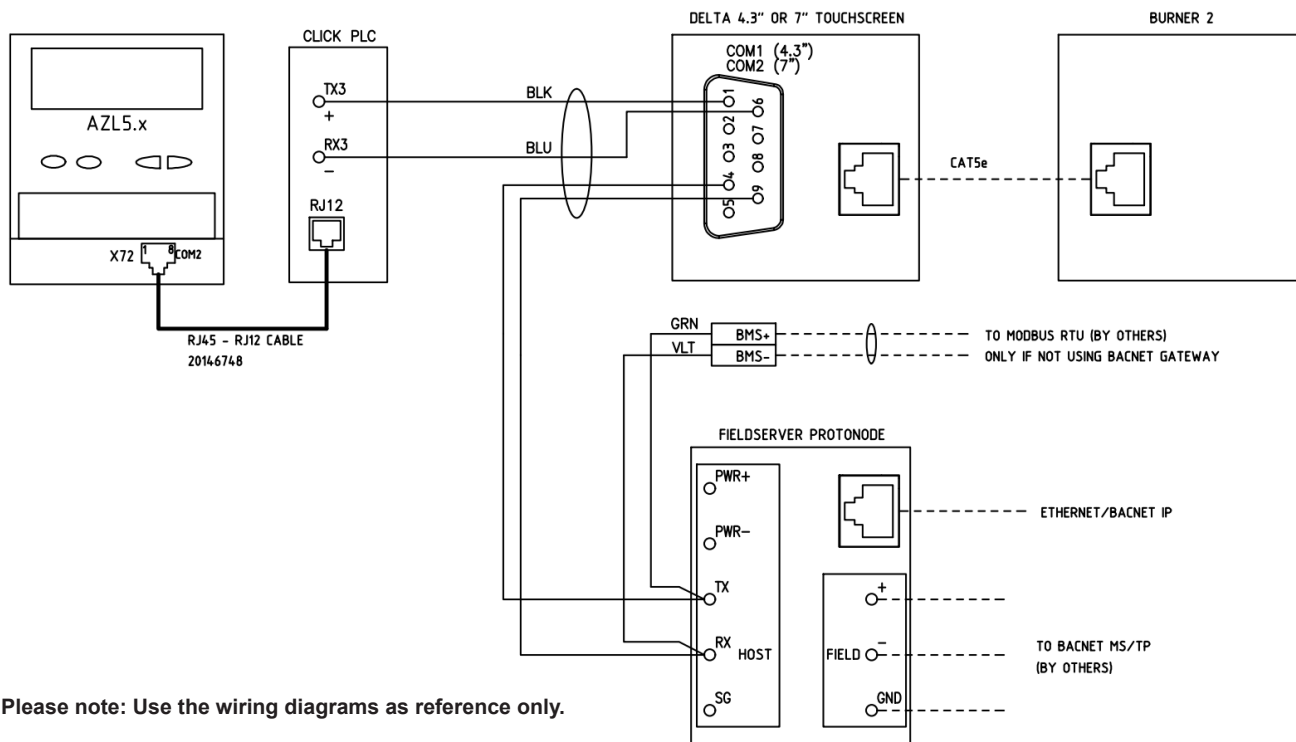 DELTA 4.3" OR 7" TOUCHSCREEN
BURNER 2
CLICK PLC
COM1 (4.3")
COM2 (7")
AZL5.x
TX3
+
BLK
RX3
-
BLU
1
2
3
4
5
6
7
8
9
CAT5e
RJ12
X72
1
8
COM2
RJ45 - RJ12 CABLE
20146748
GRN
BMS+
TO MODBUS RTU (BY OTHERS)
VLT
BMS-
ONLY IF NOT USING BACNET GATEWAY
FIELDSERVER PROTONODE
PWR+
PWR-
ETHERNET/BACNET IP
TX
+
RX
HOST
FIELD
-
TO BACNET MS/TP
(BY OTHERS)
SG
GND
Please note: Use the wiring diagrams as reference only.